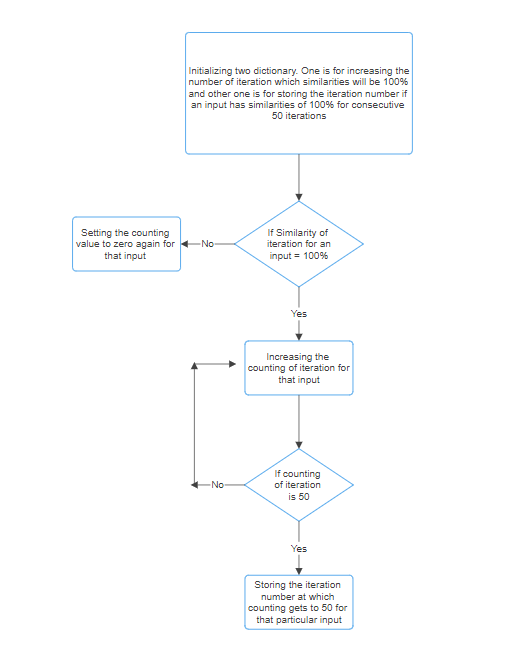 Initializing two dictionary. One is for increasing the
number of iteration which similarities will be 100%
and other one is for storing the iteration number if
an input has similarities of 100% for consecutive
50 iterations
If Similarity of
iteration for an
input = 100%
No
Setting the counting
value to zero again for
that input
Yes
Increasing the
counting of iteration for
that input
If counting
of iteration
is 50
No
Yes
Storing the iteration
number at which
counting gets to 50 for
that particular input